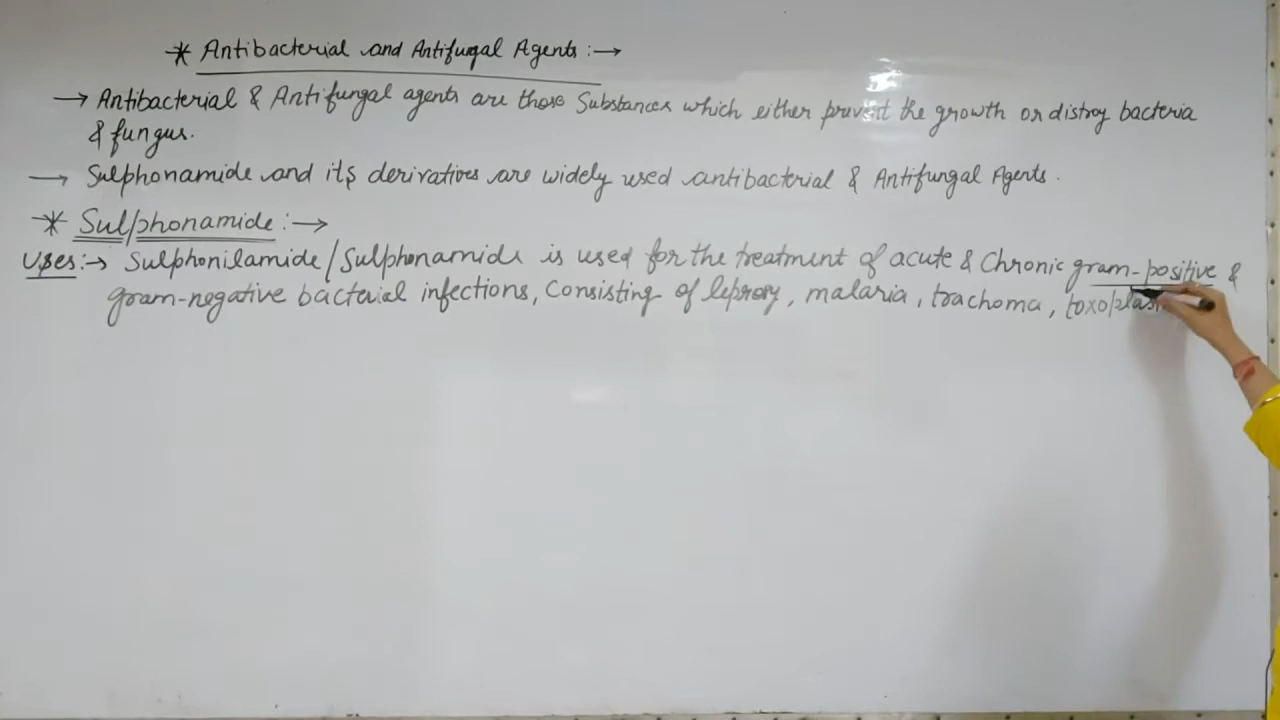 * Antibacterial and Antifungal Agents :→
→ Antibacterial & Antifungal agents are those Substances which either prevent the growth or distroy bacteria
& fungus.
→ Sulphonamide and its derivatives are widely used antibacterial & Antifungal Agents.
* Sulphonamide :→
Uses :→ Sulphonilamide/Sulphonamide is used for the treatment of acute & Chronic gram-positive &
gram-negative bacterial infections, Consisting of leprosy, malaria, trachoma,